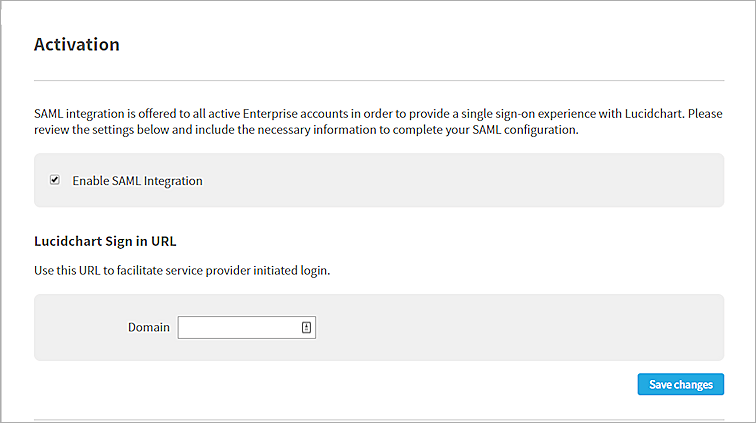 Activation
SAML integration is offered to all active Enterprise accounts in order to provide a single sign-on experience with Lucidchart. Please
review the settings below and include the necessary information to complete your SAML configuration.
Enable SAML Integration
Lucidchart Sign in URL
Use this URL to facilitate service provider initiated login.
Domain
Save changes